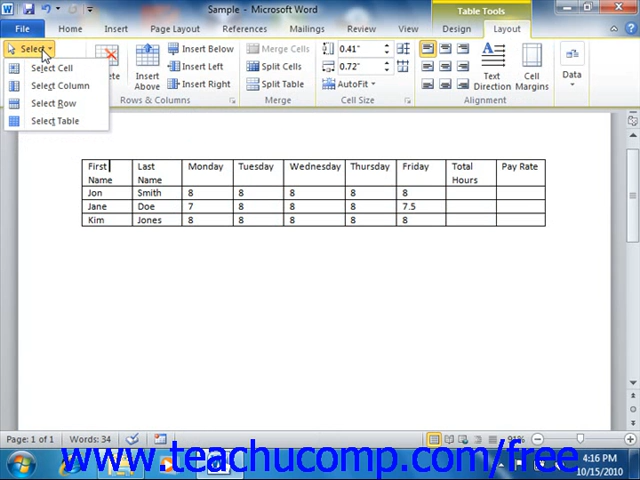 Sample - Microsoft Word
Table Tools
File Home Insert Page Layout References Mailings Review View Design Layout
Select
Select Cell
Select Column
Select Row
Select Table
Insert Above
Insert Below
Insert Left
Insert Right
Rows & Columns
Merge Cells
Split Cells
Split Table
Merge
0.41"
0.72"
AutoFit
Cell Size
Text Direction
Cell Margins
Alignment
Data
First Name Last Name Monday Tuesday Wednesday Thursday Friday Total Hours Pay Rate
Jon Smith 8 8 8 8 8
Jane Doe 7 8 8 8 7.5
Kim Jones 8 8 8 8 8
Page: 1 of 1 Words: 34 91%
www.teachucomp.com/free
4:16 PM
10/15/2010